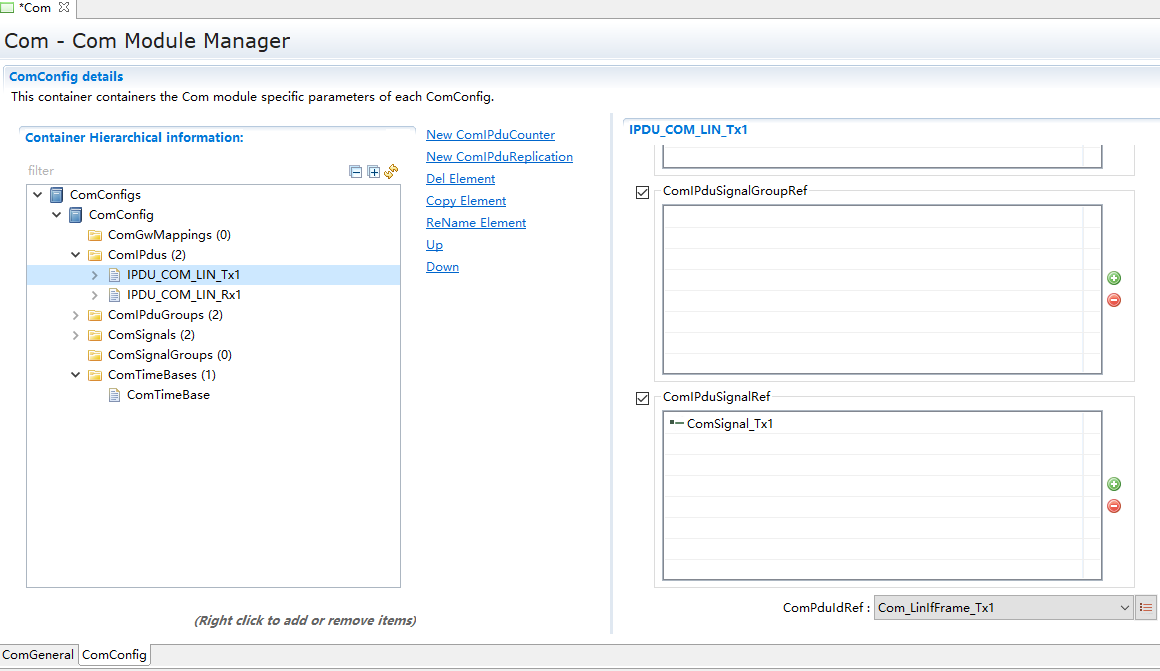 *Com
Com - Com Module Manager
ComConfig details
This container containers the Com module specific parameters of each ComConfig.
Container Hierarchical information:
filter
ComConfigs
ComConfig
ComGwMappings (0)
ComIPdus (2)
IPDU_COM_LIN_Tx1
IPDU_COM_LIN_Rx1
ComIPduGroups (2)
ComSignals (2)
ComSignalGroups (0)
ComTimeBases (1)
ComTimeBase
(Right click to add or remove items)
New ComIPduCounter
New ComIPduReplication
Del Element
Copy Element
ReName Element
Up
Down
IPDU_COM_LIN_Tx1
ComIPduSignalGroupRef
ComIPduSignalRef
ComSignal_Tx1
ComPduIdRef : Com_LinIfFrame_Tx1
ComGeneral ComConfig